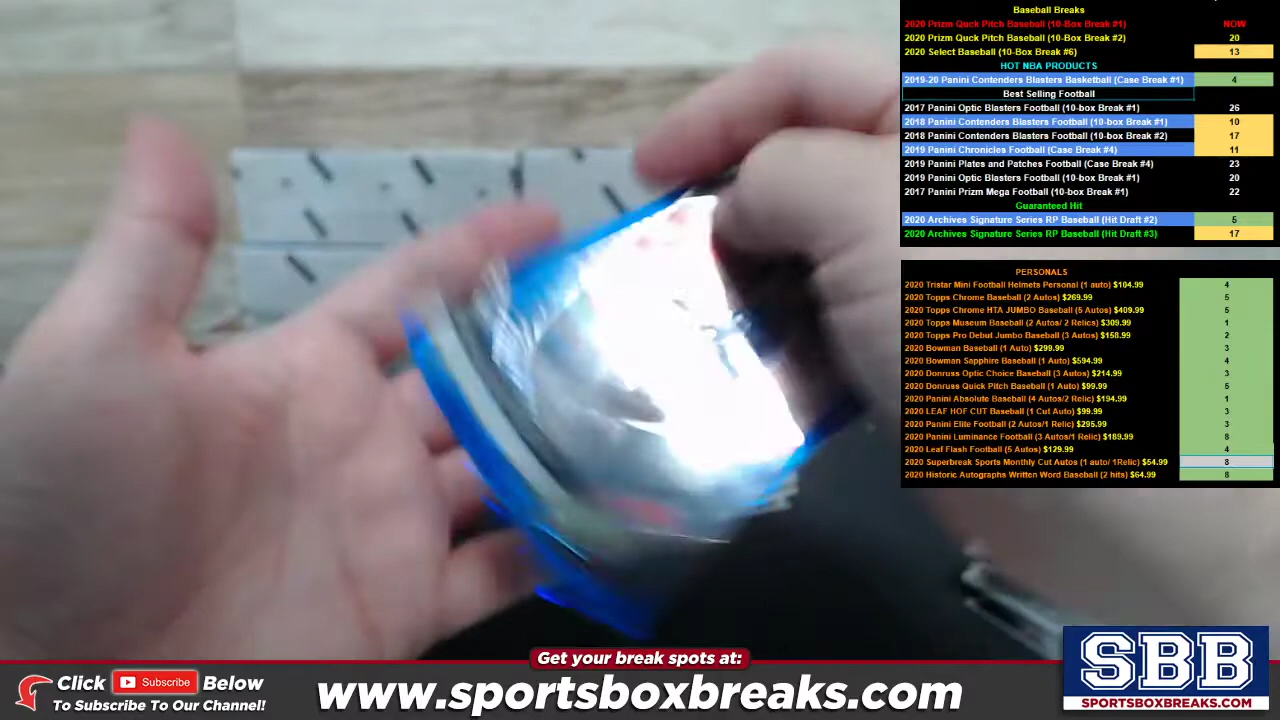 Baseball Breaks
2020 Prizm Quck Pitch Baseball (10-Box Break #1) NOW
2020 Prizm Quck Pitch Baseball (10-Box Break #2) 20
2020 Select Baseball (10-Box Break #6) 13
HOT NBA PRODUCTS
2019-20 Panini Contenders Blasters Basketball (Case Break #1) 4
Best Selling Football
2017 Panini Optic Blasters Football (10-box Break #1) 26
2018 Panini Contenders Blasters Football (10-box Break #1) 10
2018 Panini Contenders Blasters Football (10-box Break #2) 17
2019 Panini Chronicles Football (Case Break #4) 11
2019 Panini Plates and Patches Football (Case Break #4) 23
2019 Panini Optic Blasters Football (10-box Break #1) 20
2017 Panini Prizm Mega Football (10-box Break #1) 22
Guaranteed Hit
2020 Archives Signature Series RP Baseball (Hit Draft #2) 5
2020 Archives Signature Series RP Baseball (Hit Draft #3) 17
PERSONALS
2020 Tristar Mini Football Helmets Personal (1 auto) $104.99 4
2020 Topps Chrome Baseball (2 Autos) $269.99 5
2020 Topps Chrome HTA JUMBO Baseball (5 Autos) $409.99 5
2020 Topps Museum Baseball (2 Autos/ 2 Relics) $309.99 1
2020 Topps Pro Debut Jumbo Baseball (3 Autos) $158.99 2
2020 Bowman Baseball (1 Auto) $299.99 3
2020 Bowman Sapphire Baseball (1 Auto) $594.99 4
2020 Donruss Optic Choice Baseball (3 Autos) $214.99 3
2020 Donruss Quick Pitch Baseball (1 Auto) $99.99 5
2020 Panini Absolute Baseball (4 Autos/2 Relic) $194.99 1
2020 LEAF HOF CUT Baseball (1 Cut Auto) $99.99 3
2020 Panini Elite Football (2 Autos/1 Relic) $295.99 3
2020 Panini Luminance Football (3 Autos/1 Relic) $189.99 8
2020 Leaf Flash Football (5 Autos) $129.99 4
2020 Superbreak Sports Monthly Cut Autos (1 auto/ 1Relic) $54.99 8
2020 Historic Autographs Written Word Baseball (2 hits) $64.99 8
Get your break spots at:
www.sportsboxbreaks.com
Click Subscribe Below
To Subscribe To Our Channel!
SBB
SPORTSBOXBREAKS.COM